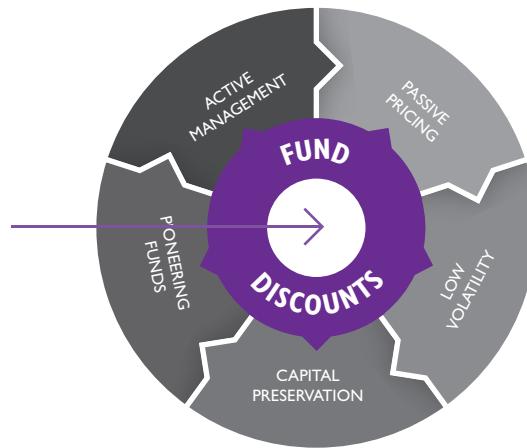 ACTIVE
MANAGEMENT
PASSIVE
PRICING
FUND
DISCOUNTS
PIONEERING
FUNDS
LOW
VOLATILITY
CAPITAL
PRESERVATION